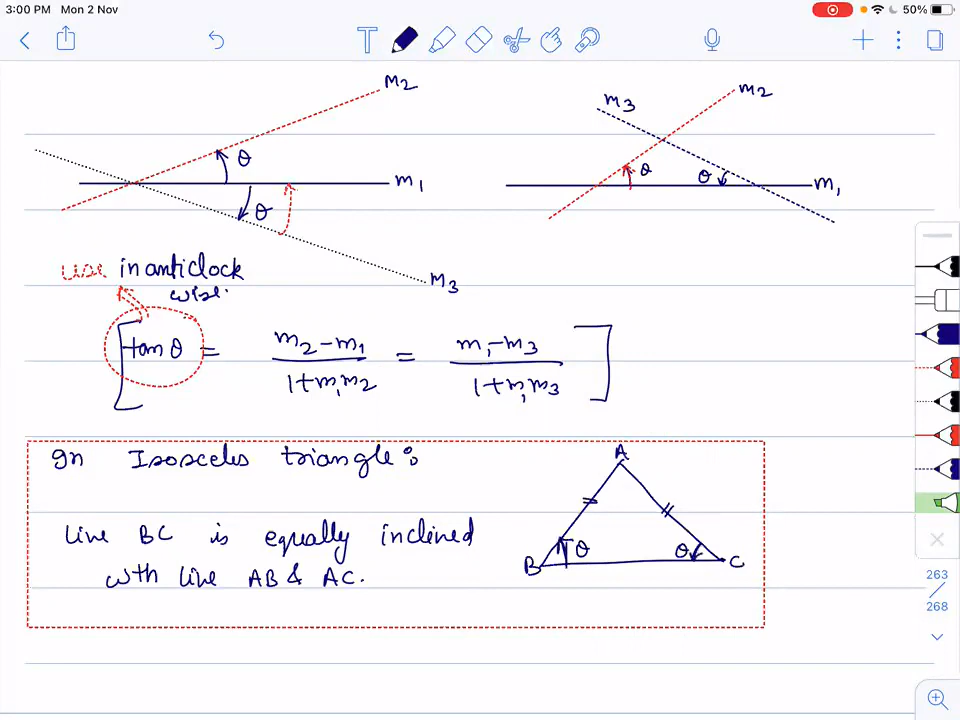 3:00 PM Mon 2 Nov
50%
m2
θ
m1
θ
m3
m3
m2
θ
θ
m1
use in anticlock
wise.
[tan θ = (m2 - m1)/(1 + m1m2) = (m1 - m3)/(1 + m1m3)]
In Isosceles triangle:
Line BC is equally inclined
wth line AB & AC.
A
B
θ
θ
C
263
268